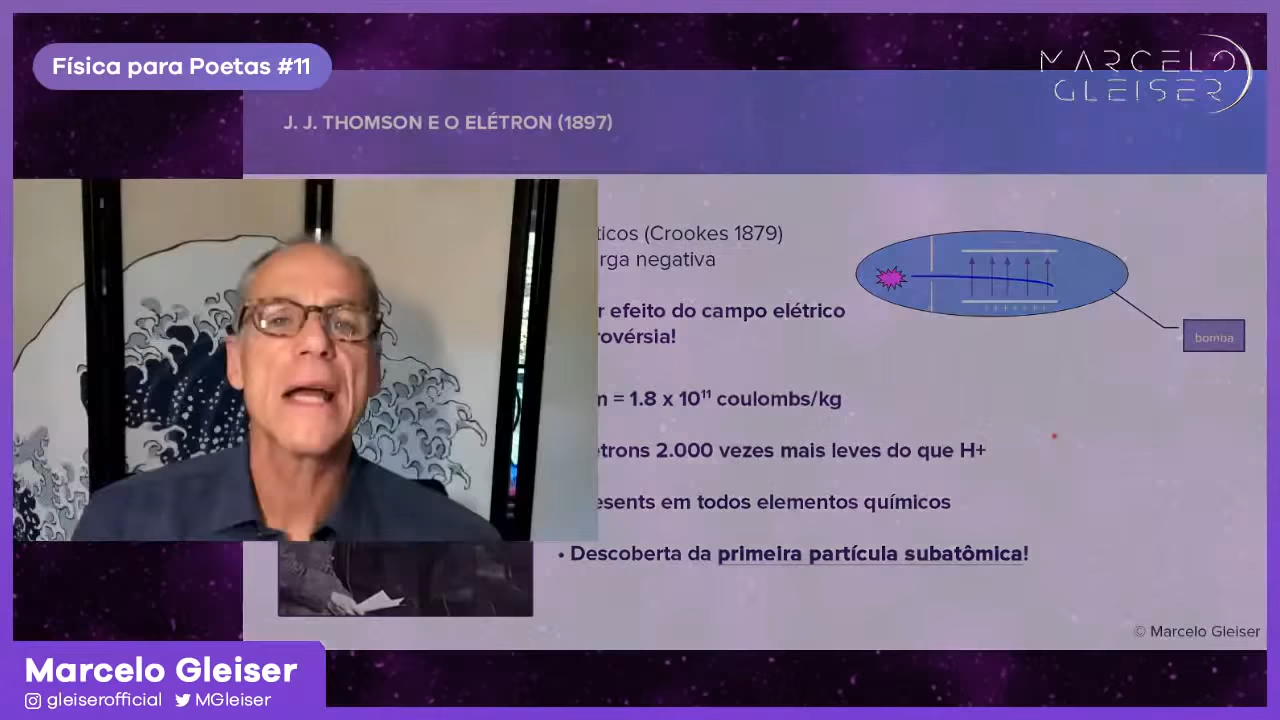 Física para Poetas #11
MARCELO
GLEISER
J. J. THOMSON E O ELÉTRON (1897)
ticos (Crookes 1879)
rga negativa
r efeito do campo elétrico
rovérsia!
m = 1.8 x 10¹¹ coulombs/kg
étrons 2.000 vezes mais leves do que H+
esents em todos elementos químicos
• Descoberta da primeira partícula subatômica!
bomba
© Marcelo Gleiser
Marcelo Gleiser
gleiserofficial MGleiser